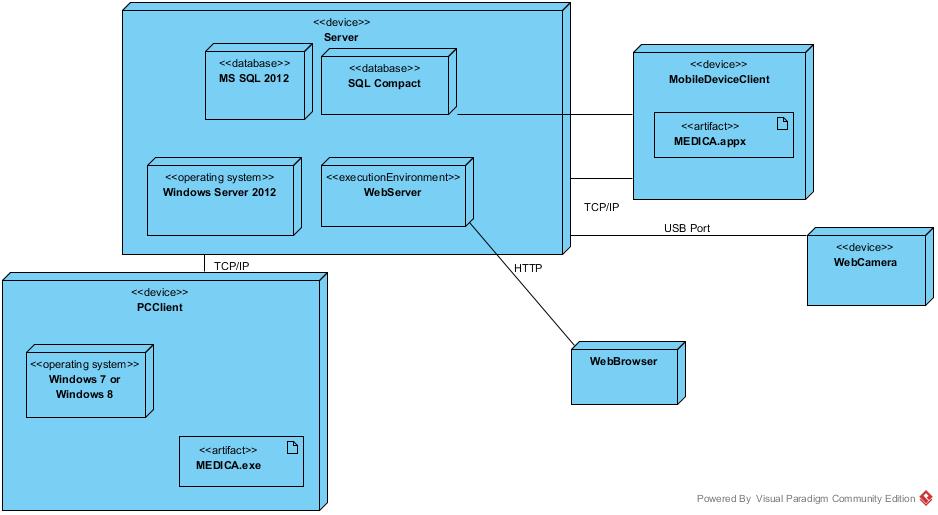 <<device>>
Server
<<database>>
MS SQL 2012
<<database>>
SQL Compact
<<operating system>>
Windows Server 2012
<<executionEnvironment>>
WebServer
<<device>>
MobileDeviceClient
<<artifact>>
MEDICA.appx
TCP/IP
USB Port
<<device>>
WebCamera
TCP/IP
HTTP
<<device>>
PCClient
<<operating system>>
Windows 7 or
Windows 8
<<artifact>>
MEDICA.exe
WebBrowser
Powered By Visual Paradigm Community Edition